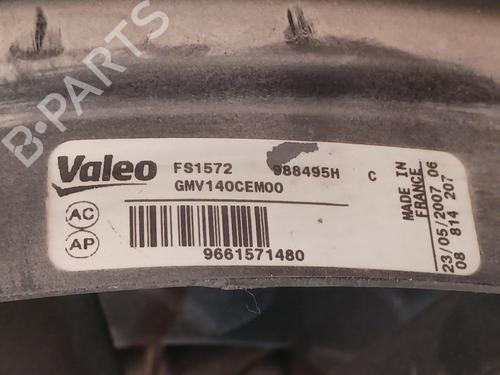 B-PARTS
Valeo
FS1572 988495H C
GMV140CEM00
AC
AP
9661571480
MADE IN
FRANCE
23/05/2007 06
08 814 207